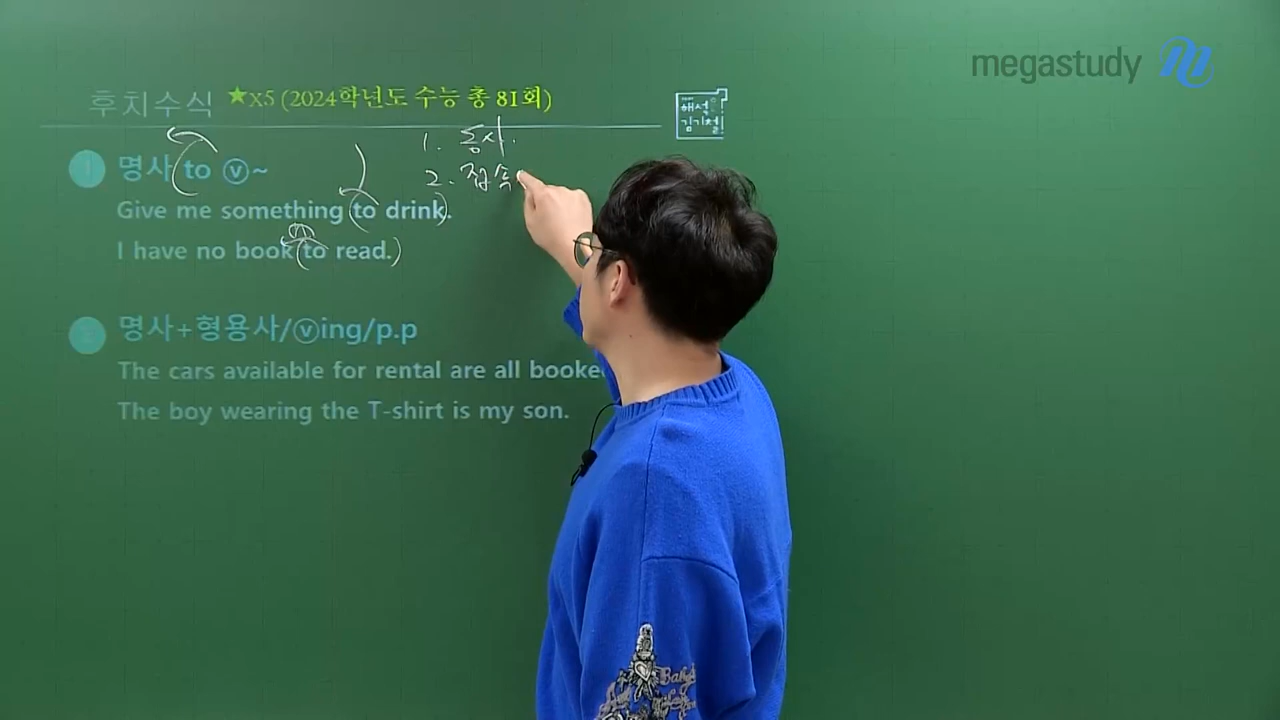 megastudy
후치수식 ★x5 (2024학년도 수능 총 81회)
해석
김기철
1. 동사.
2. 접속
1 명사 to ⓥ~
Give me something (to drink).
I have no book (to read.)
2 명사+형용사/ⓥing/p.p
The cars available for rental are all booke
The boy wearing the T-shirt is my son.